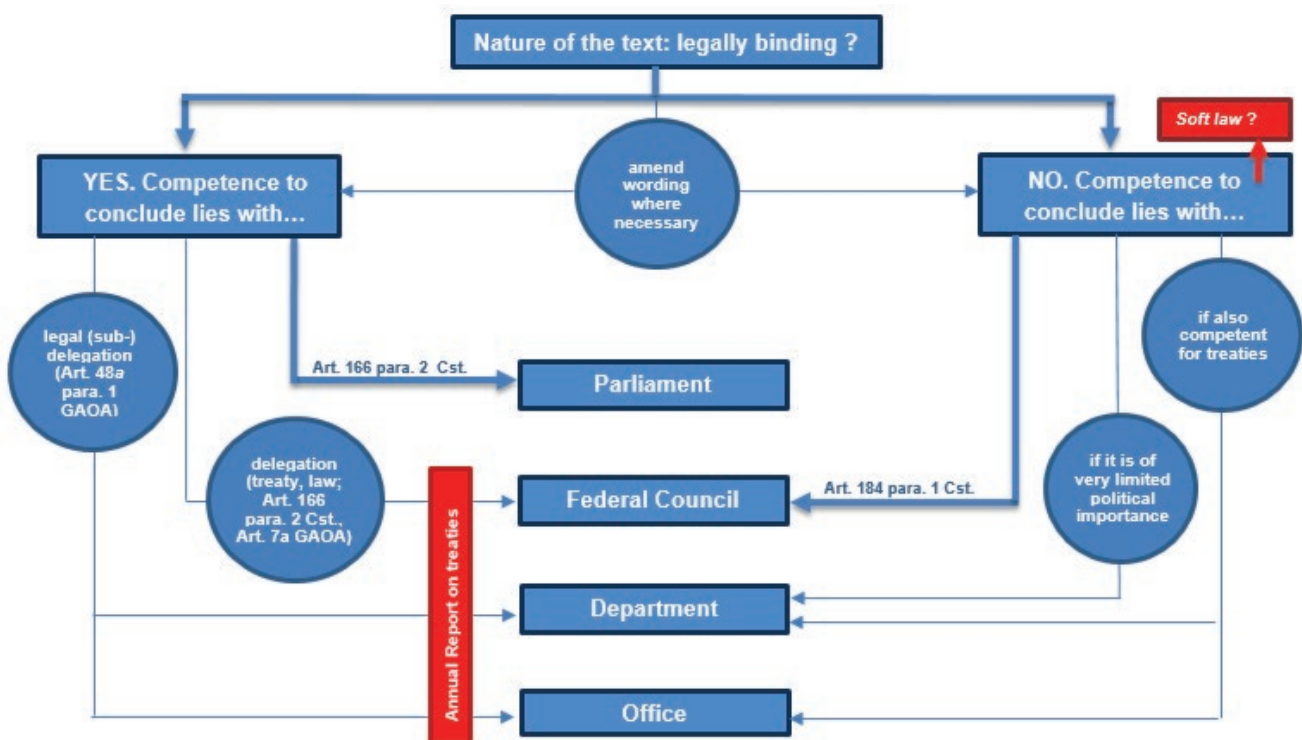 Nature of the text: legally binding ?
Soft law ?
amend
wording
where
necessary
YES. Competence to
conclude lies with...
NO. Competence to
conclude lies with...
legal (sub-)
delegation
(Art. 48a
para. 1
GAOA)
if also
competent
for treaties
Art. 166 para. 2 Cst.
Parliament
delegation
(treaty, law;
Art. 166
para. 2 Cst.,
Art. 7a GAOA)
Annual Report on treaties
Federal Council
Art. 184 para. 1 Cst.
if it is of
very limited
political
importance
Department
Office